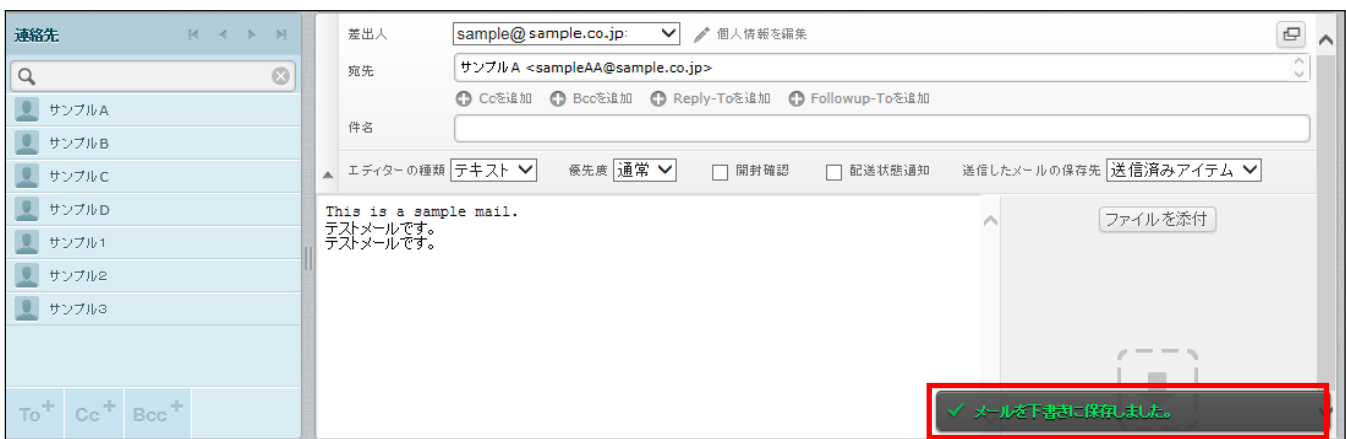 連絡先
サンプルA
サンプルB
サンプルC
サンプルD
サンプル1
サンプル2
サンプル3
To+ Cc+ Bcc+
差出人 sample@sample.co.jp: 個人情報を編集
宛先 サンプルA <sampleAA@sample.co.jp>
Ccを追加 Bccを追加 Reply-Toを追加 Followup-Toを追加
件名
エディターの種類 テキスト 優先度 通常 開封確認 配送状態通知 送信したメールの保存先 送信済みアイテム
This is a sample mail.
テストメールです。
テストメールです。
ファイルを添付
メールを下書きに保存しました。